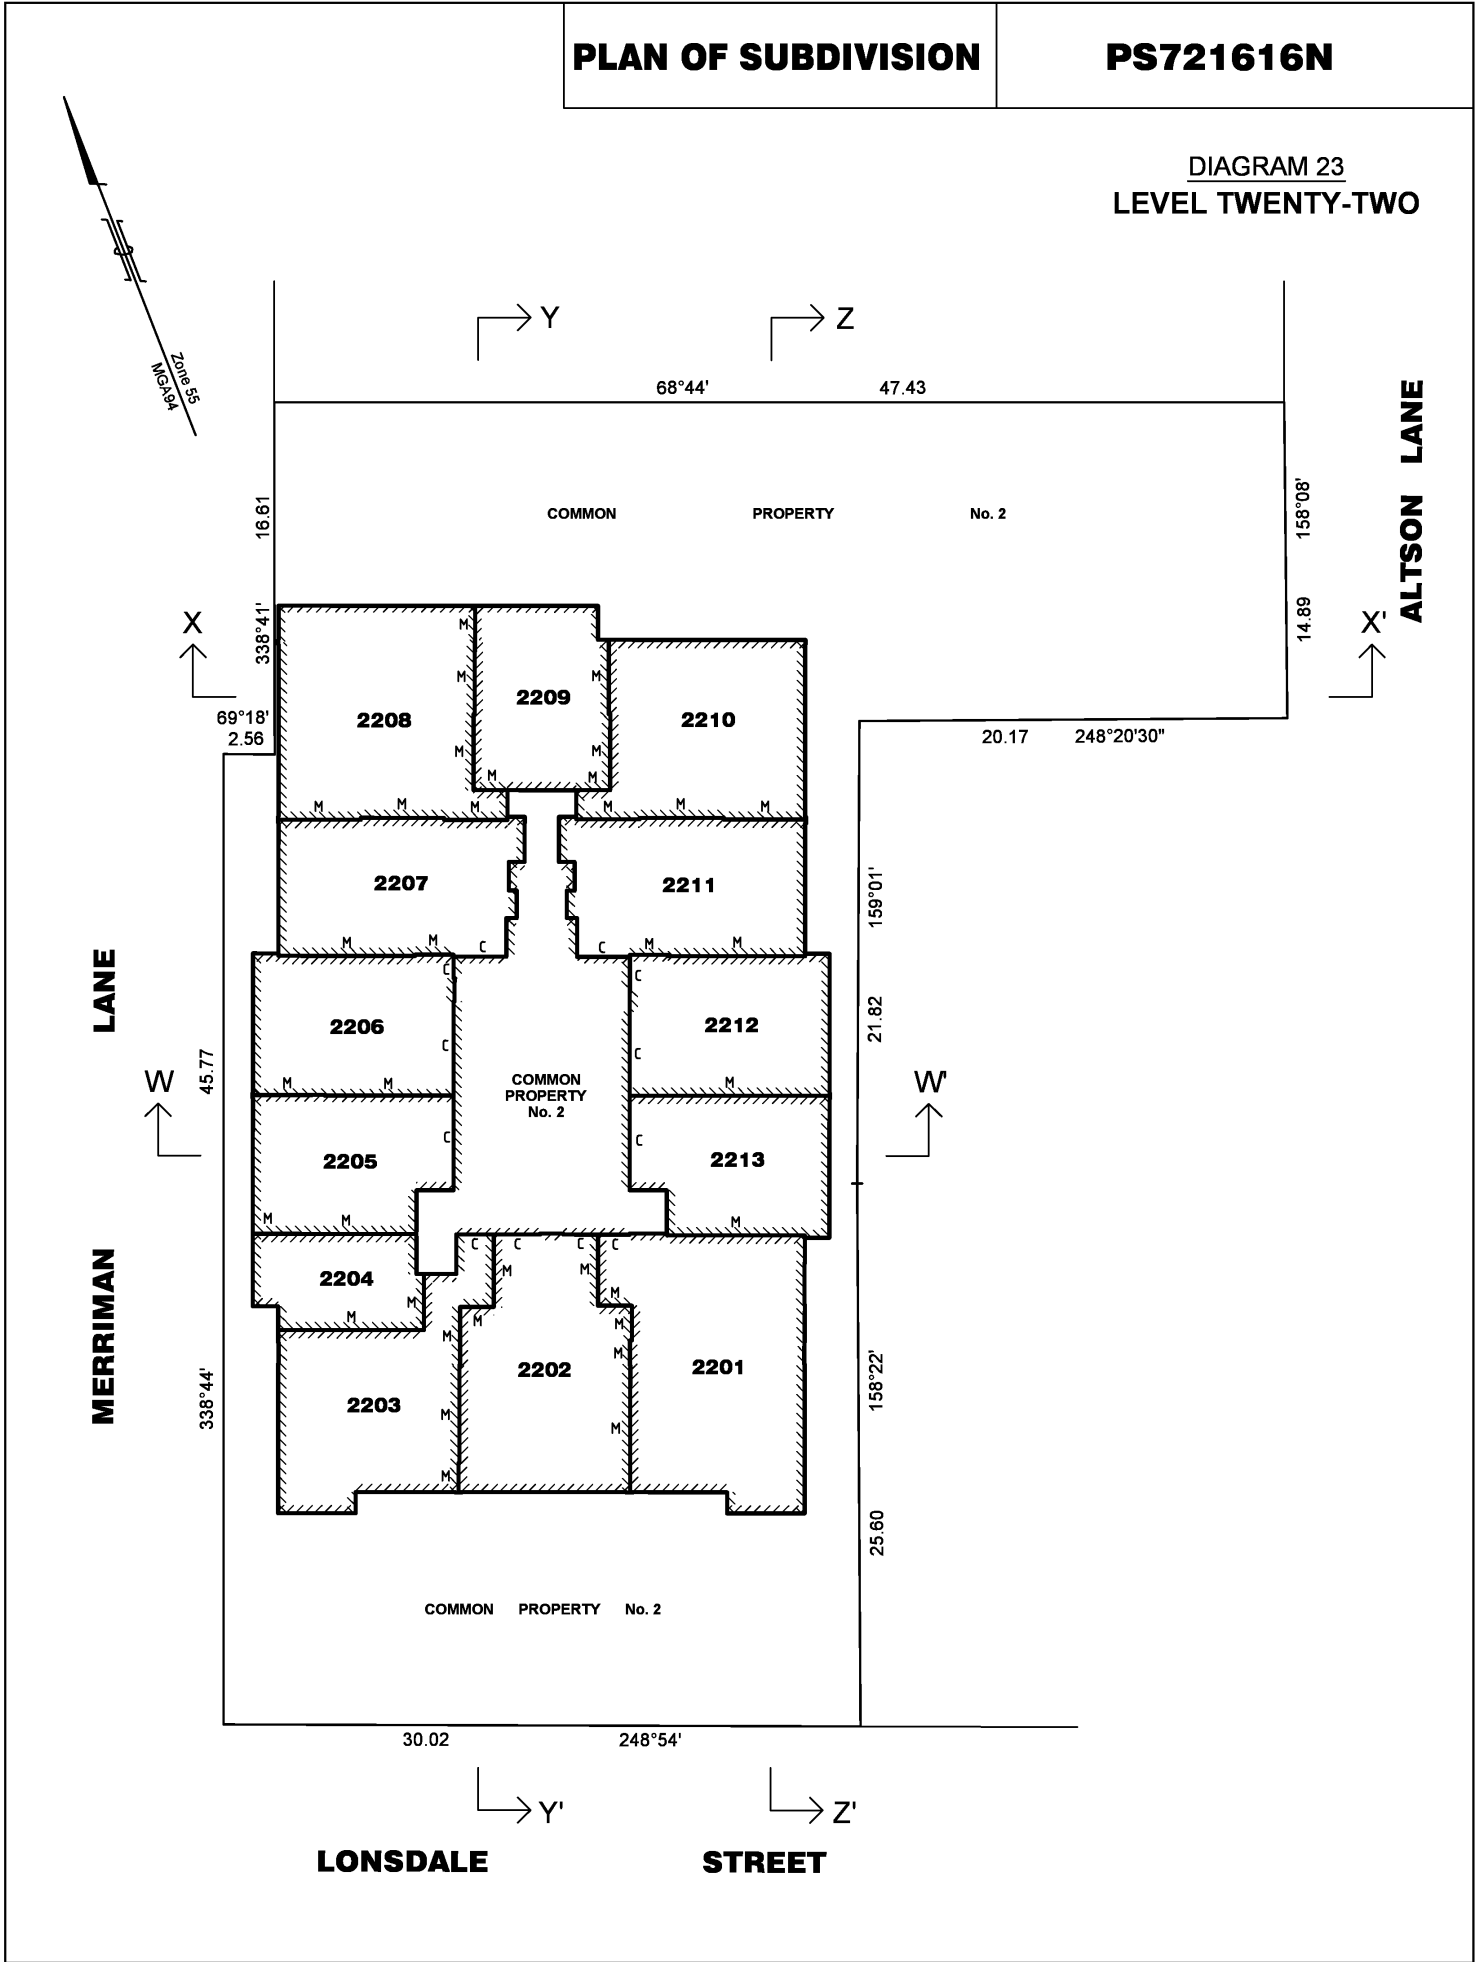 PLAN OF SUBDIVISION
PS721616N
DIAGRAM 23
LEVEL TWENTY-TWO
Zone 55
MGA94
Y
Z
68°44'
47.43
ALTSON LANE
16.61
338°41'
COMMON PROPERTY No. 2
158°08'
14.89
X
X'
69°18'
2.56
20.17
248°20'30"
2208
M
M
M
M
M
M
2209
M
M
M
M
2210
M
M
M
2207
M
M
C
2211
C
M
M
159°01'
21.82
LANE
MERRIMAN
45.77
338°44'
2206
C
C
M
M
2212
C
C
M
W
W'
COMMON
PROPERTY
No. 2
2205
C
M
M
2213
C
M
2204
M
M
C
2203
M
M
M
2202
C
C
M
M
M
M
M
M
2201
C
M
158°22'
25.60
COMMON PROPERTY No. 2
30.02
248°54'
Y'
Z'
LONSDALE STREET